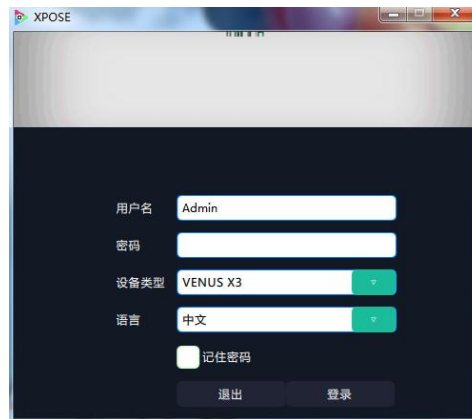 XPOSE
用户名 Admin
密码
设备类型 VENUS X3
语言 中文
记住密码
退出 登录